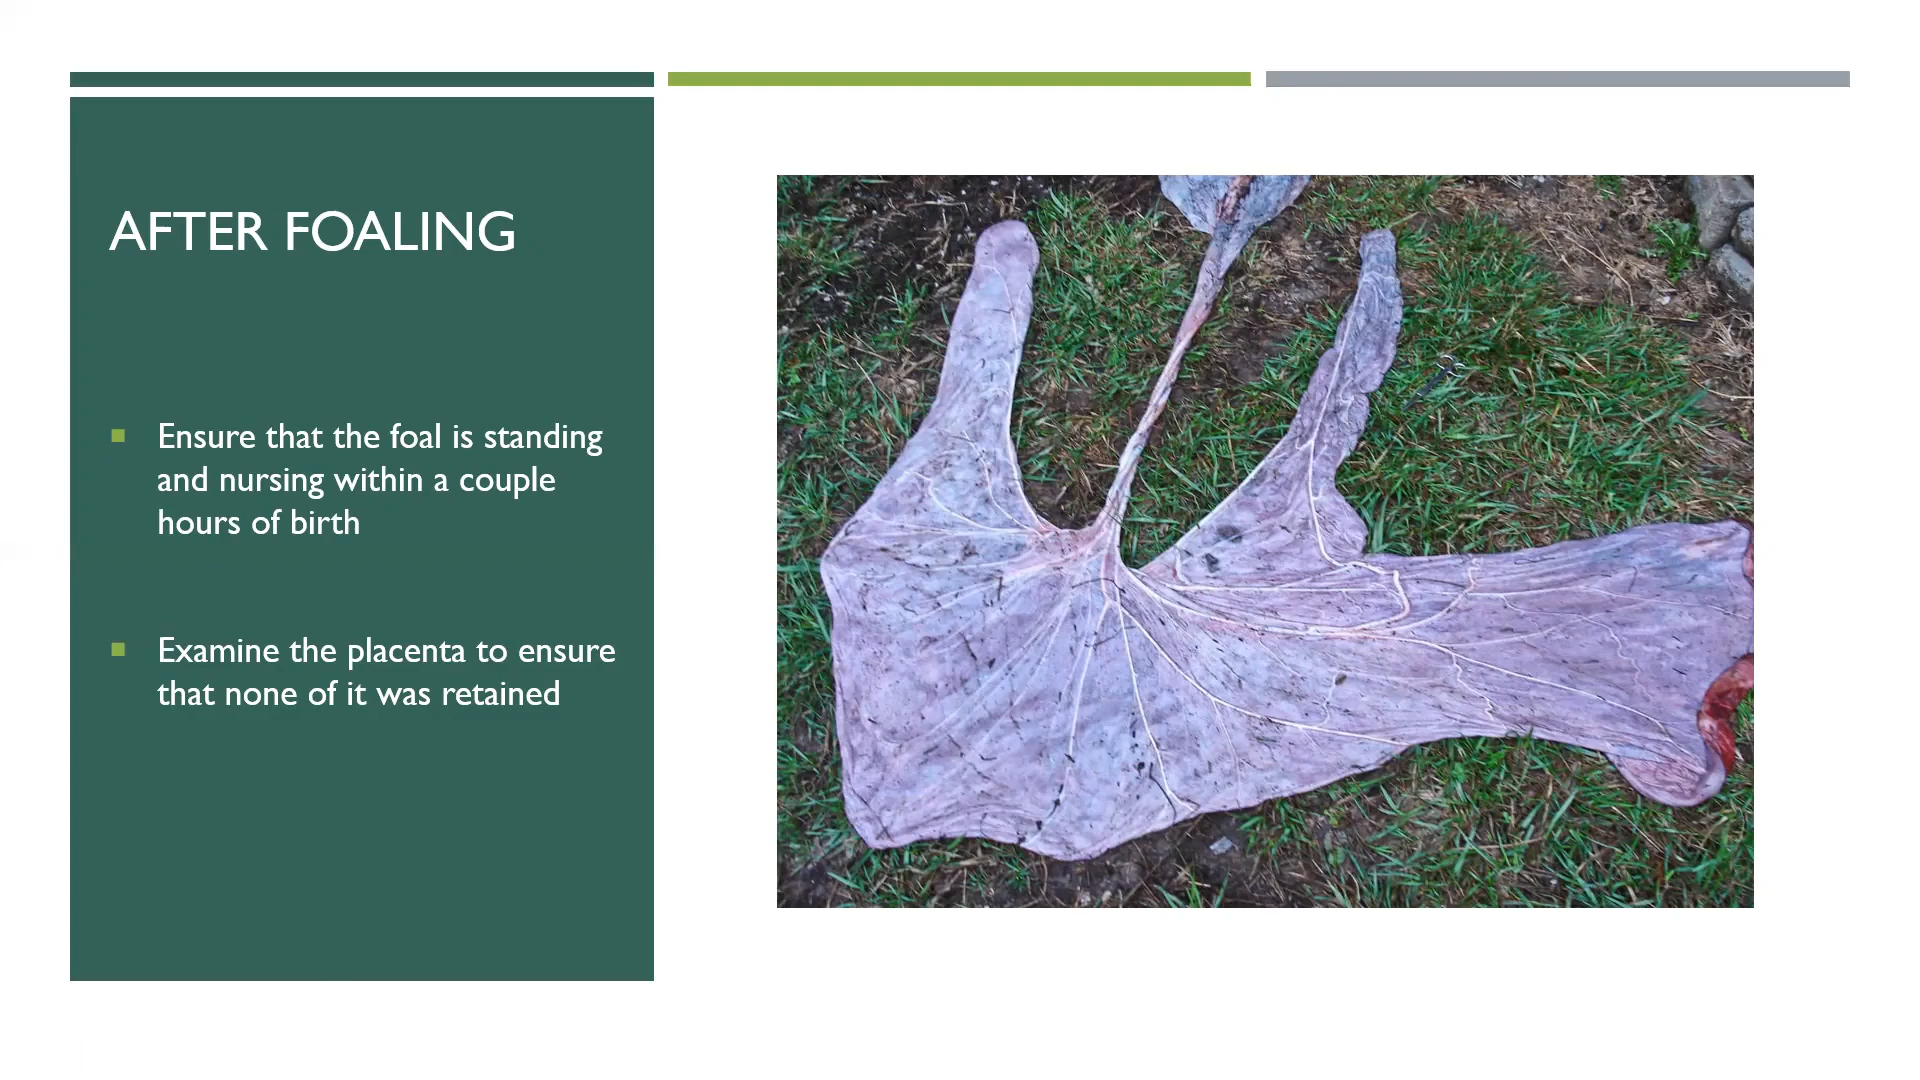 AFTER FOALING
Ensure that the foal is standing
and nursing within a couple
hours of birth
Examine the placenta to ensure
that none of it was retained